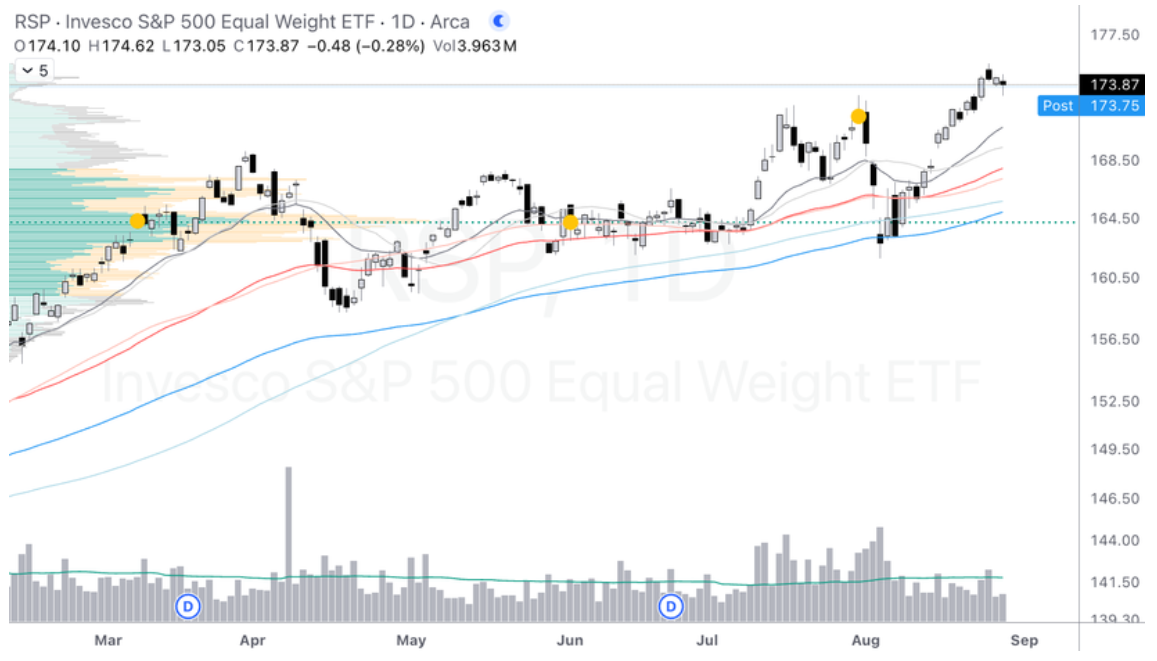 RSP · Invesco S&P 500 Equal Weight ETF · 1D · Arca
O174.10 H174.62 L173.05 C173.87 −0.48 (−0.28%) Vol3.963M
5
177.50
173.87
Post 173.75
168.50
164.50
160.50
156.50
152.50
149.50
146.50
144.00
141.50
139.30
RSP, 1D
Invesco S&P 500 Equal Weight ETF
D D
Mar Apr May Jun Jul Aug Sep